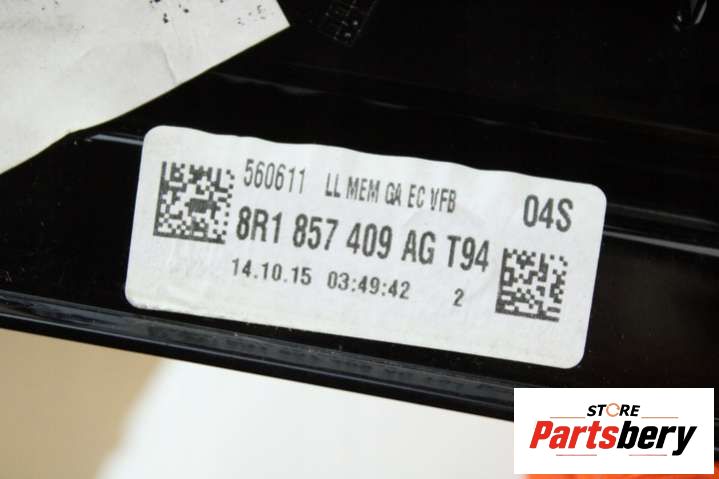 560611 LL MEM GA EC VFB
04S
8R1 857 409 AG T94
14.10.15 03:49:42 2
STORE
Partsbery